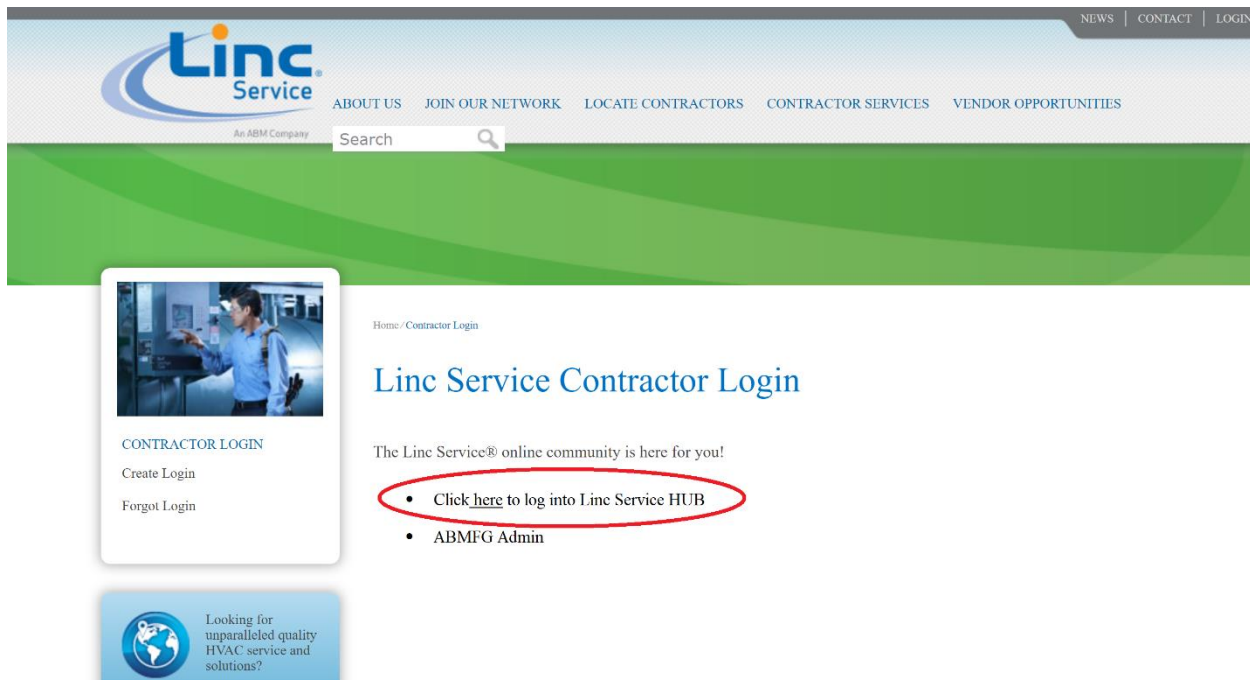 NEWS | CONTACT | LOGIN
Linc®
Service
An ABM Company
ABOUT US JOIN OUR NETWORK LOCATE CONTRACTORS CONTRACTOR SERVICES VENDOR OPPORTUNITIES
Search
Home / Contractor Login
Linc Service Contractor Login
CONTRACTOR LOGIN
Create Login
Forgot Login
The Linc Service® online community is here for you!
• Click here to log into Linc Service HUB
• ABMFG Admin
Looking for
unparalleled quality
HVAC service and
solutions?